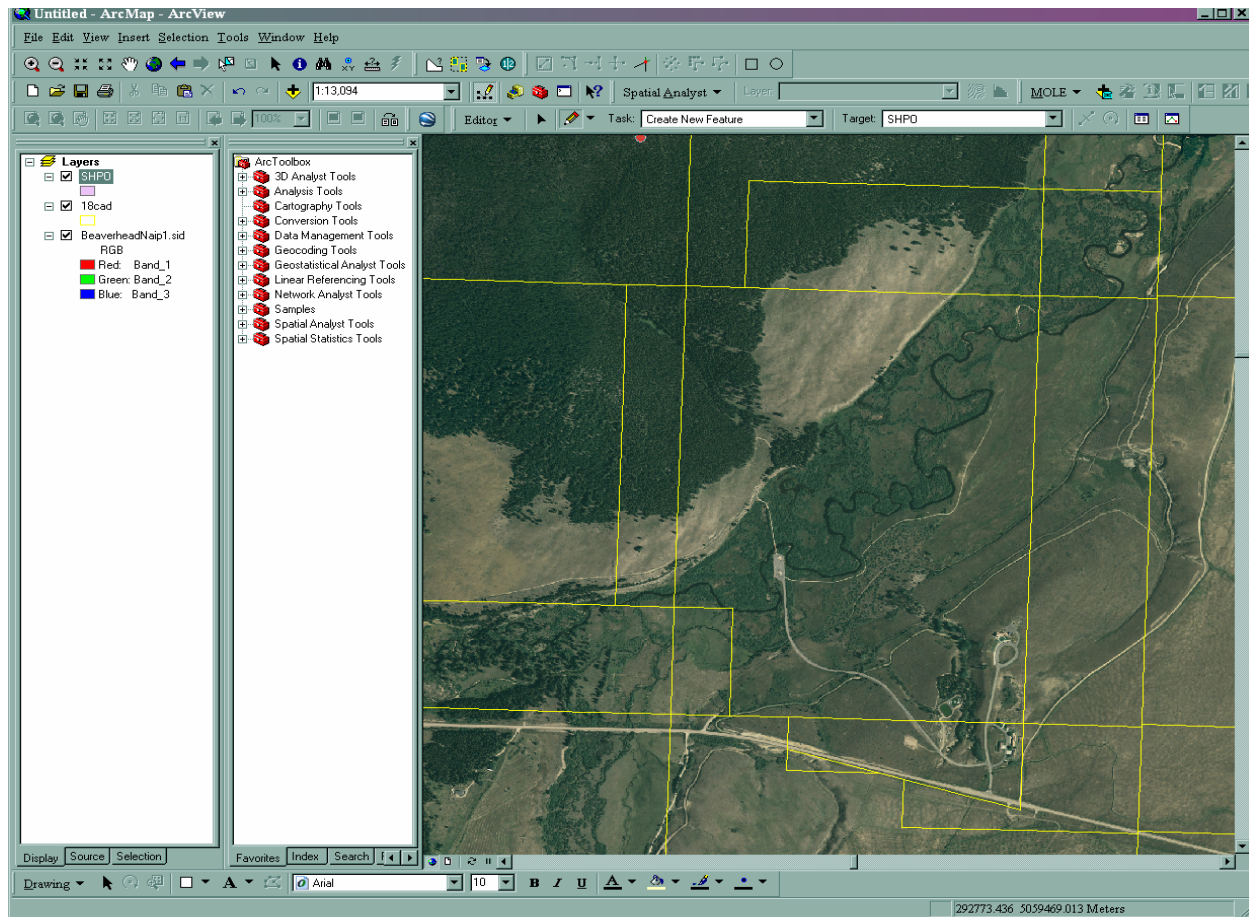 Untitled - ArcMap - ArcView
File Edit View Insert Selection Tools Window Help
1:13,094 Spatial Analyst Layer: MOLE
100% Editor Task: Create New Feature Target: SHPO
Layers
SHPO
18cad
BeaverheadNaip1.sid
RGB
Red: Band_1
Green: Band_2
Blue: Band_3
ArcToolbox
3D Analyst Tools
Analysis Tools
Cartography Tools
Conversion Tools
Data Management Tools
Geocoding Tools
Geostatistical Analyst Tools
Linear Referencing Tools
Network Analyst Tools
Samples
Spatial Analyst Tools
Spatial Statistics Tools
Display Source Selection
Favorites Index Search
Drawing A Arial 10 B I U A
292773.436 5059469.013 Meters